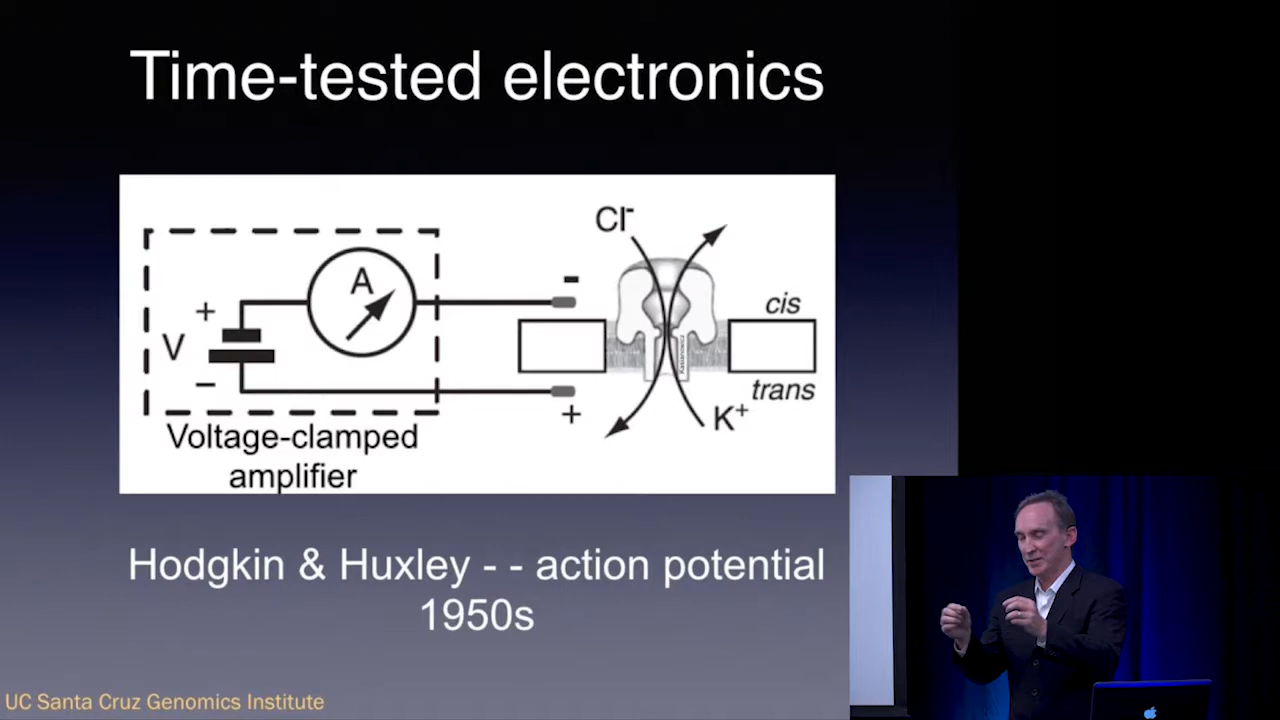 Time-tested electronics
Cl-
A
-
+
cis
V
-
trans
+
K+
Voltage-clamped
amplifier
Hodgkin & Huxley - - action potential
1950s
UC Santa Cruz Genomics Institute